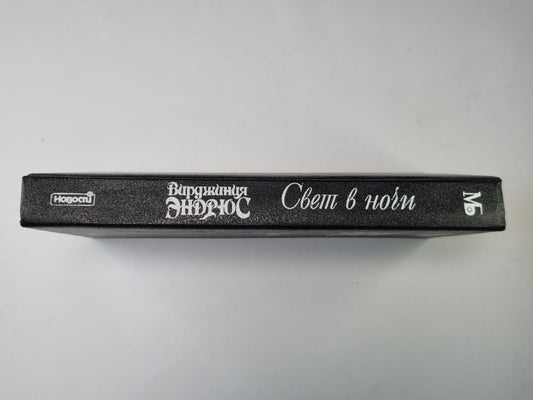 Новости
Вирджиния
ЭНДРЮС
Свет в ночи
МБ